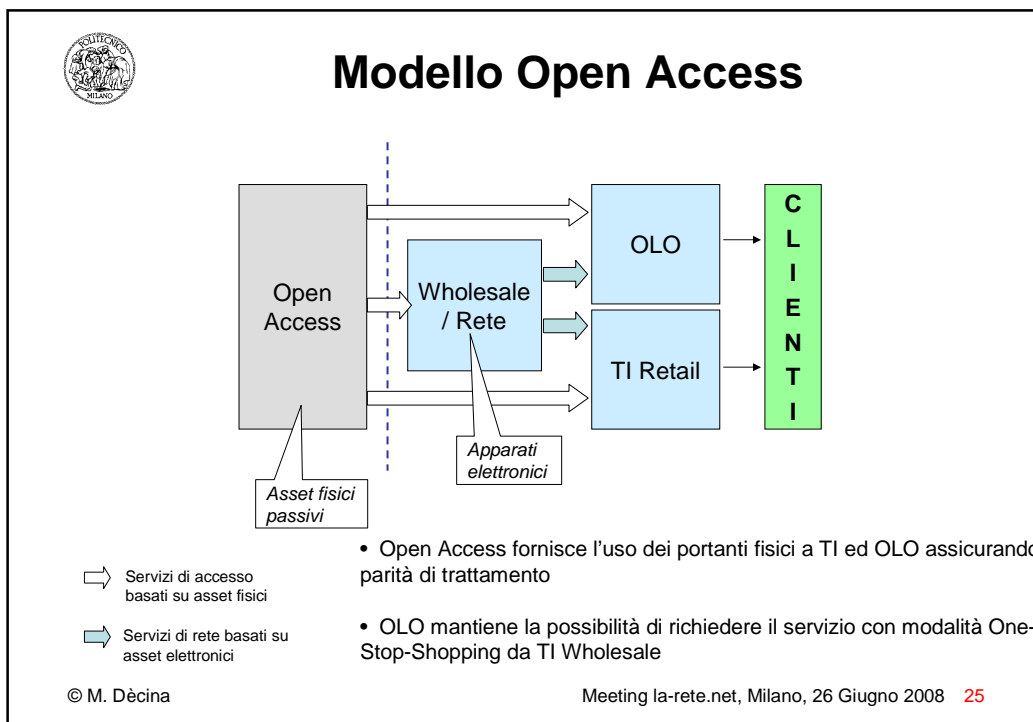 POLITECNICO
MILANO
Modello Open Access
Open
Access
Wholesale
/ Rete
OLO
TI Retail
C
L
I
E
N
T
I
Apparati
elettronici
Asset fisici
passivi
Servizi di accesso
basati su asset fisici
Servizi di rete basati su
asset elettronici
• Open Access fornisce l'uso dei portanti fisici a TI ed OLO assicurando
parità di trattamento
• OLO mantiene la possibilità di richiedere il servizio con modalità One-
Stop-Shopping da TI Wholesale
© M. Dècina
Meeting la-rete.net, Milano, 26 Giugno 2008 25